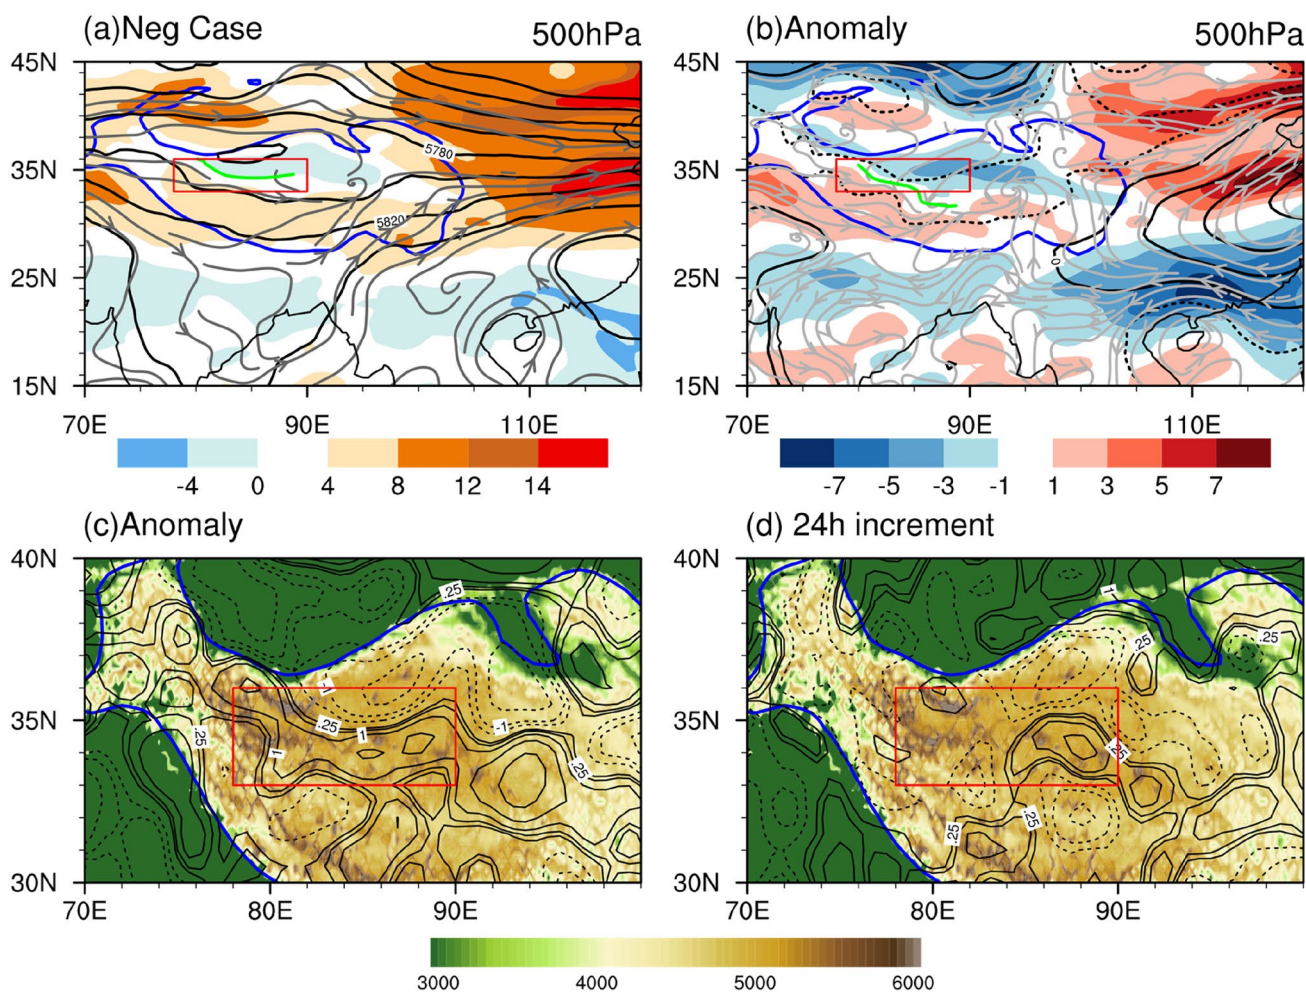 (a)Neg Case 500hPa
45N
35N
25N
15N
5780
5820
70E 90E 110E
-4 0 4 8 12 14
(b)Anomaly 500hPa
45N
35N
25N
15N
0
70E 90E 110E
-7 -5 -3 -1 1 3 5 7
(c)Anomaly
40N
35N
30N
.25
-1
.25
1
-1
.25
1
.25
70E 80E 90E
(d) 24h increment
40N
35N
30N
1
.25
.25
.25
.25
.25
70E 80E 90E
3000 4000 5000 6000